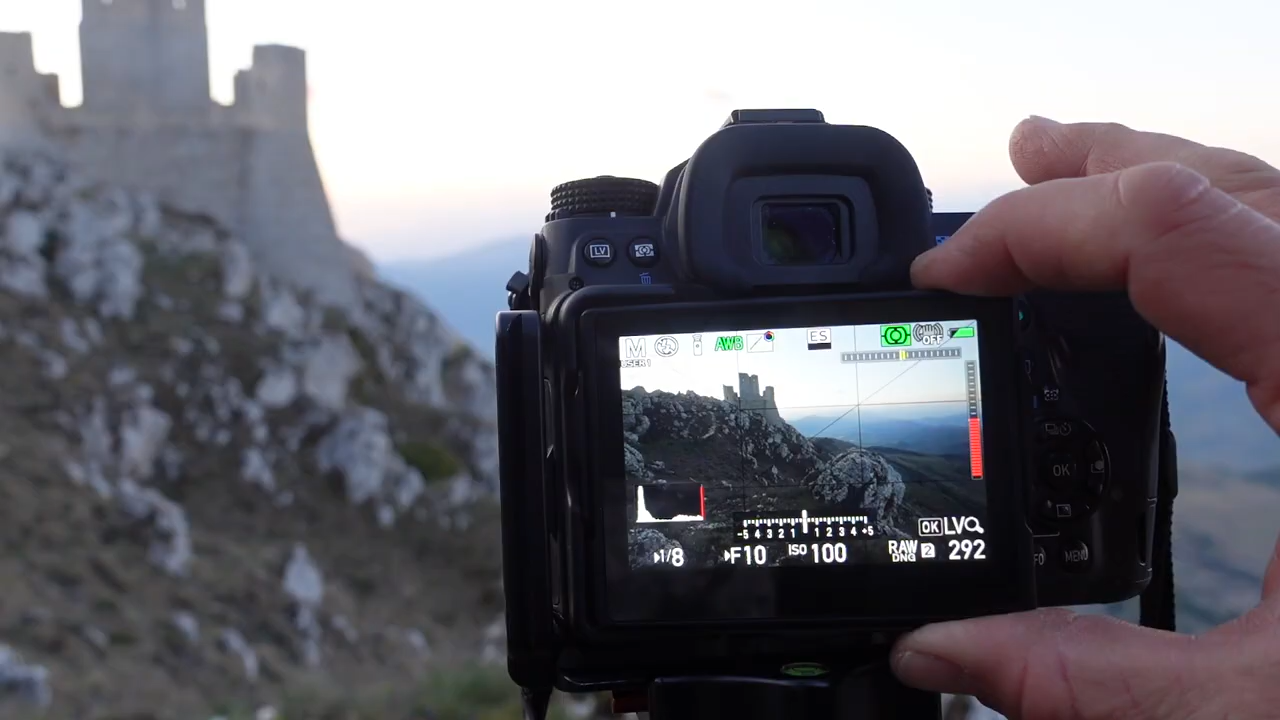 LV
M AWB ES OFF
USER1
-5 4 3 2 1 1 2 3 4 +5
OK LV
1/8 F10 ISO 100 RAW 2 292
DNG
OK
MENU